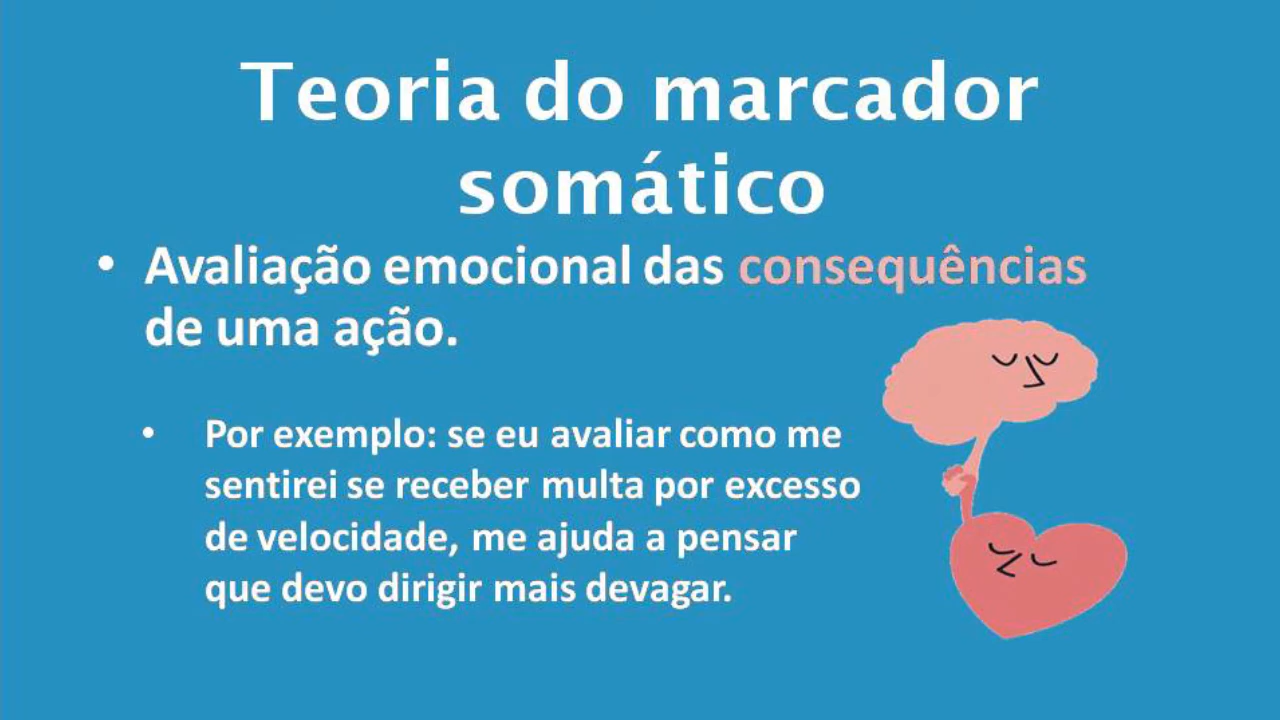 Teoria do marcador
somático
• Avaliação emocional das consequências
de uma ação.
• Por exemplo: se eu avaliar como me
sentirei se receber multa por excesso
de velocidade, me ajuda a pensar
que devo dirigir mais devagar.